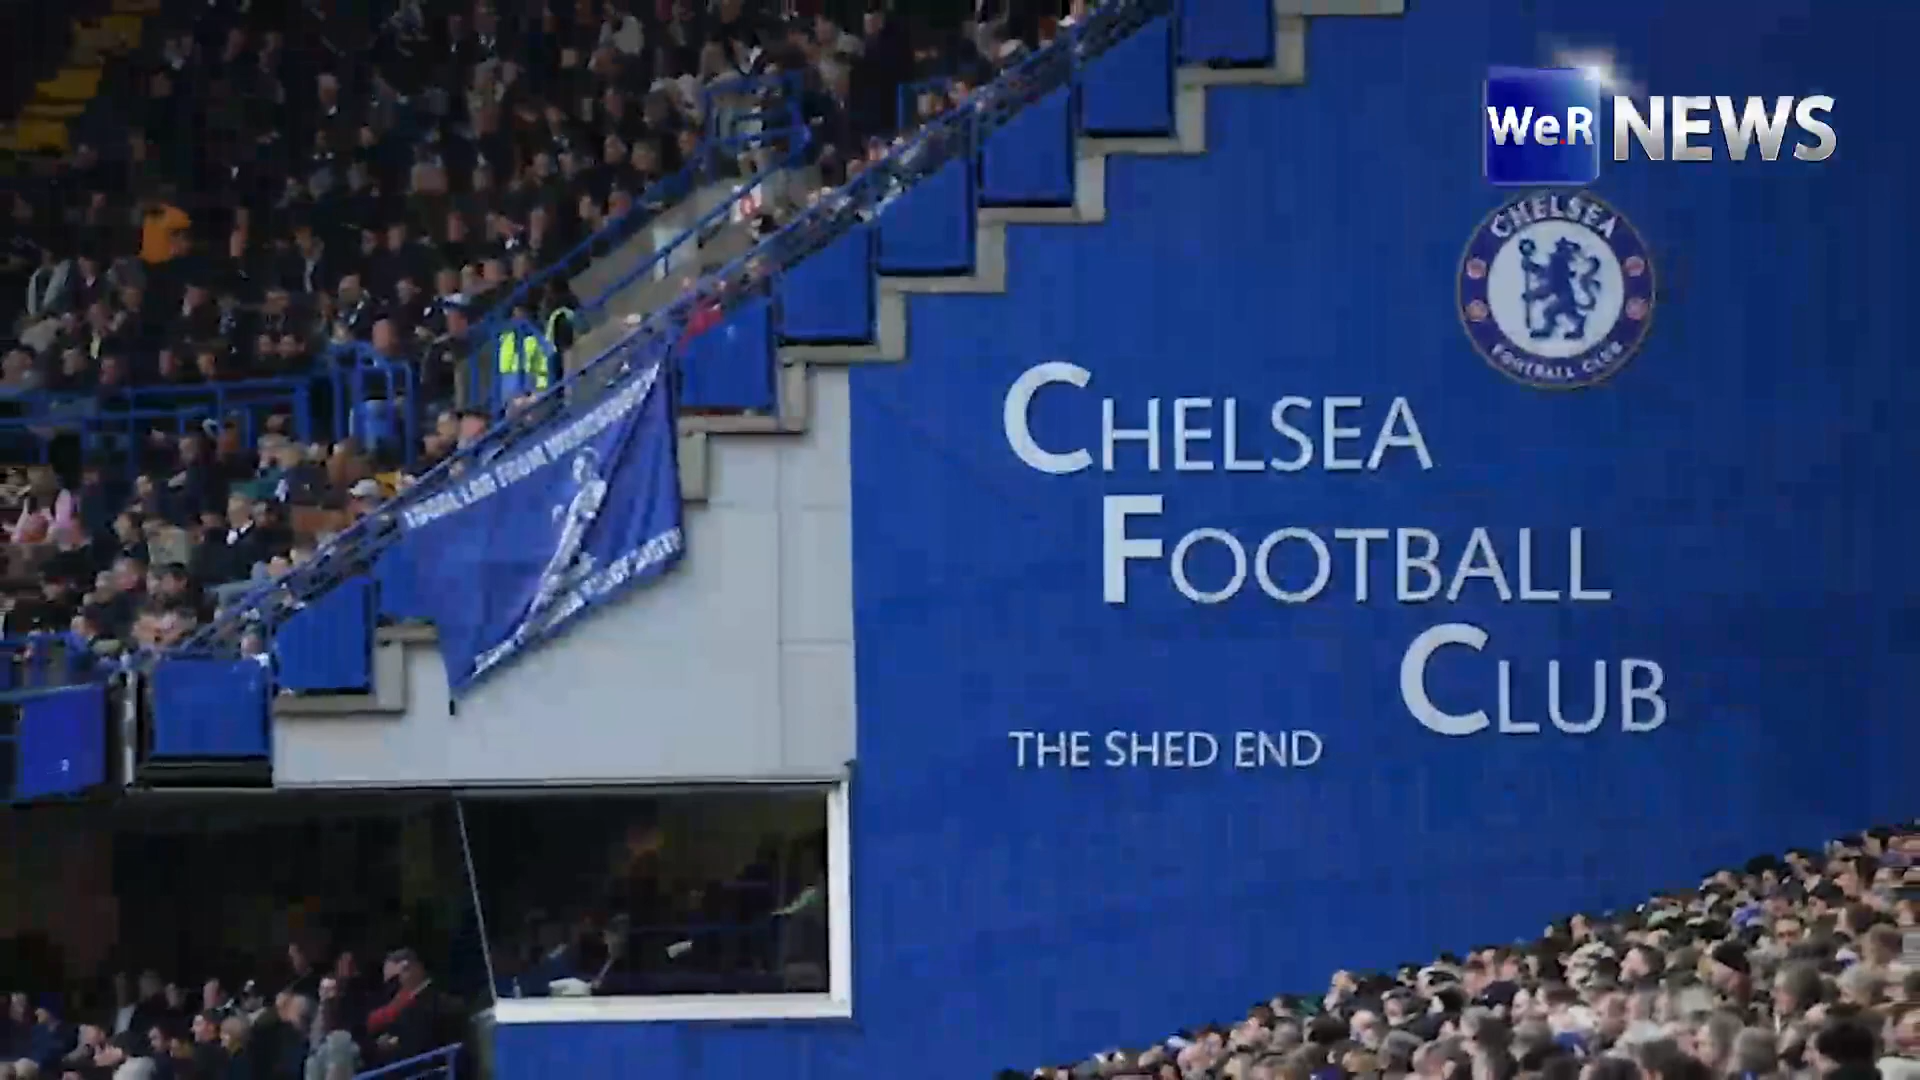 WeR NEWS
CHELSEA
FOOTBALL CLUB
CHELSEA
FOOTBALL
CLUB
THE SHED END